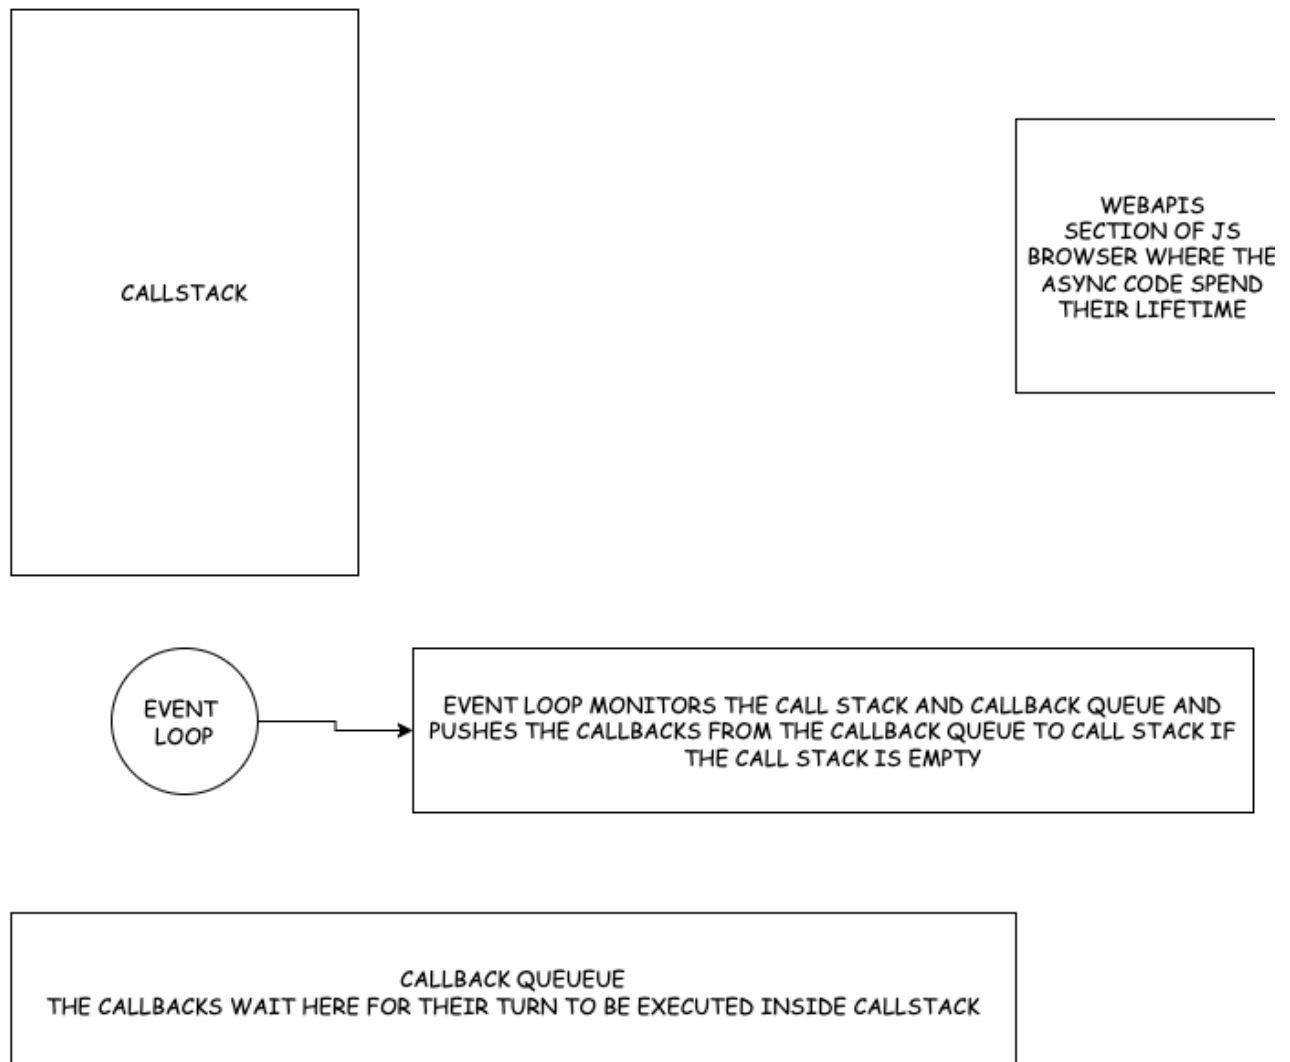 CALLSTACK
WEBAPIS
SECTION OF JS
BROWSER WHERE THE
ASYNC CODE SPEND
THEIR LIFETIME
EVENT
LOOP
EVENT LOOP MONITORS THE CALL STACK AND CALLBACK QUEUE AND
PUSHES THE CALLBACKS FROM THE CALLBACK QUEUE TO CALL STACK IF
THE CALL STACK IS EMPTY
CALLBACK QUEUEUE
THE CALLBACKS WAIT HERE FOR THEIR TURN TO BE EXECUTED INSIDE CALLSTACK